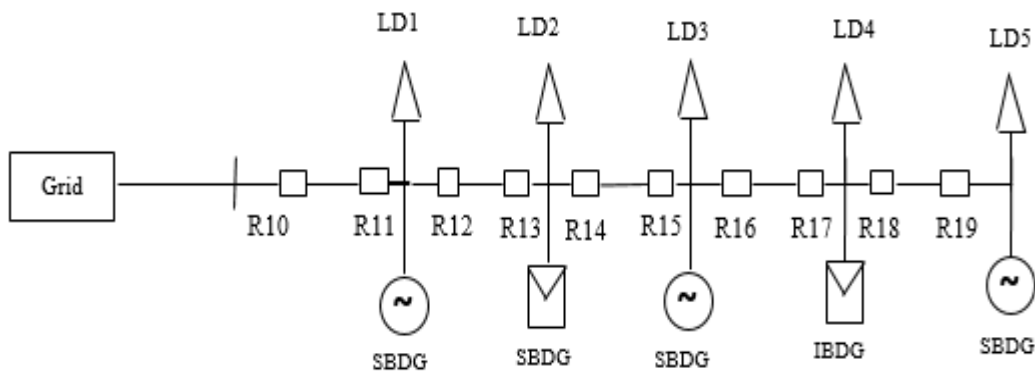 LD1 LD2 LD3 LD4 LD5
Grid
R10 R11 R12 R13 R14 R15 R16 R17 R18 R19
~ ~ ~
SBDG SBDG SBDG IBDG SBDG